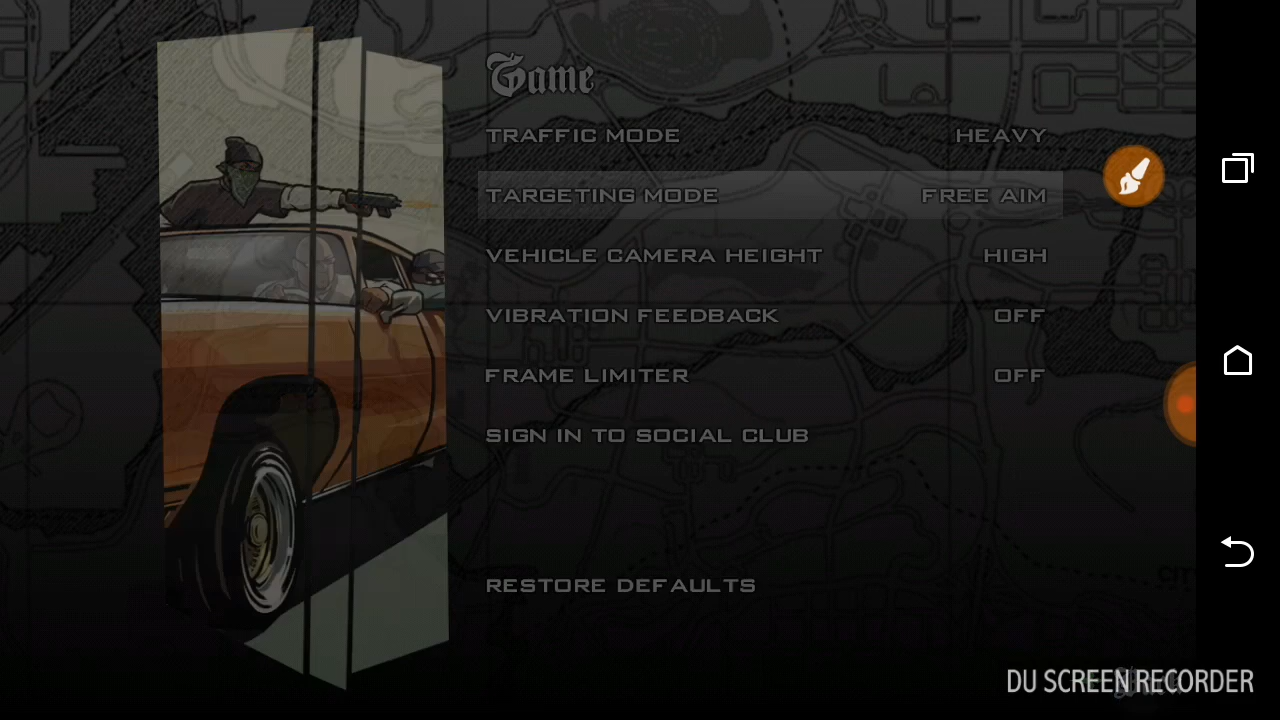 Game
TRAFFIC MODE HEAVY
TARGETING MODE FREE AIM
VEHICLE CAMERA HEIGHT HIGH
VIBRATION FEEDBACK OFF
FRAME LIMITER OFF
SIGN IN TO SOCIAL CLUB
RESTORE DEFAULTS
DU SCREEN RECORDER